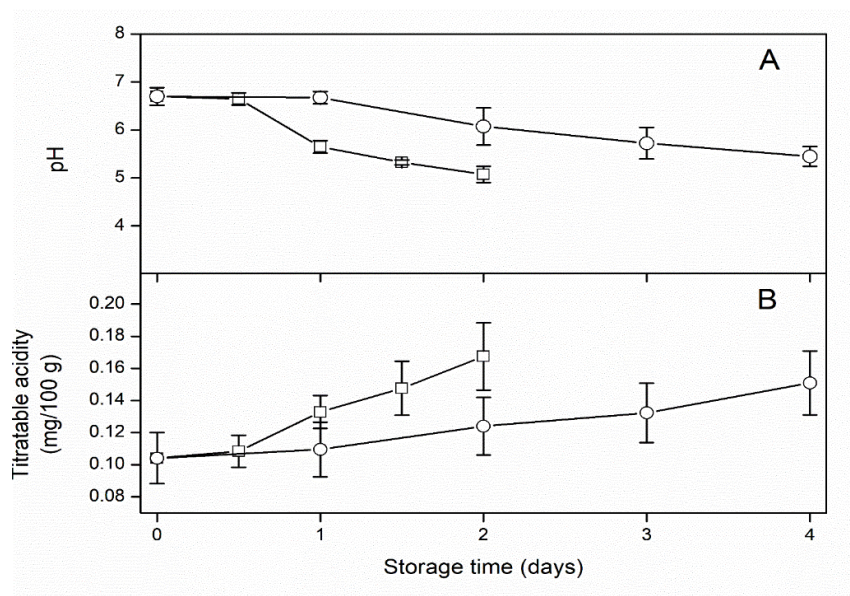 8
A
7
6
pH
5
4
0.20
B
0.18
0.16
Titratable acidity
(mg/100 g)
0.14
0.12
0.10
0.08
0 1 2 3 4
Storage time (days)